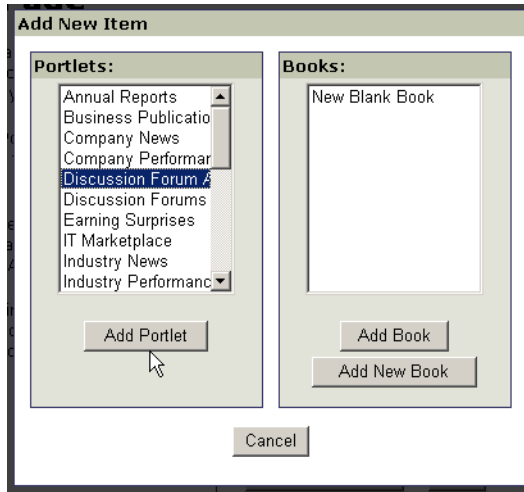 Add New Item
Portlets:
Annual Reports
Business Publicatio
Company News
Company Performar
Discussion Forum A
Discussion Forums
Earning Surprises
IT Marketplace
Industry News
Industry Performanc
Add Portlet
Books:
New Blank Book
Add Book
Add New Book
Cancel